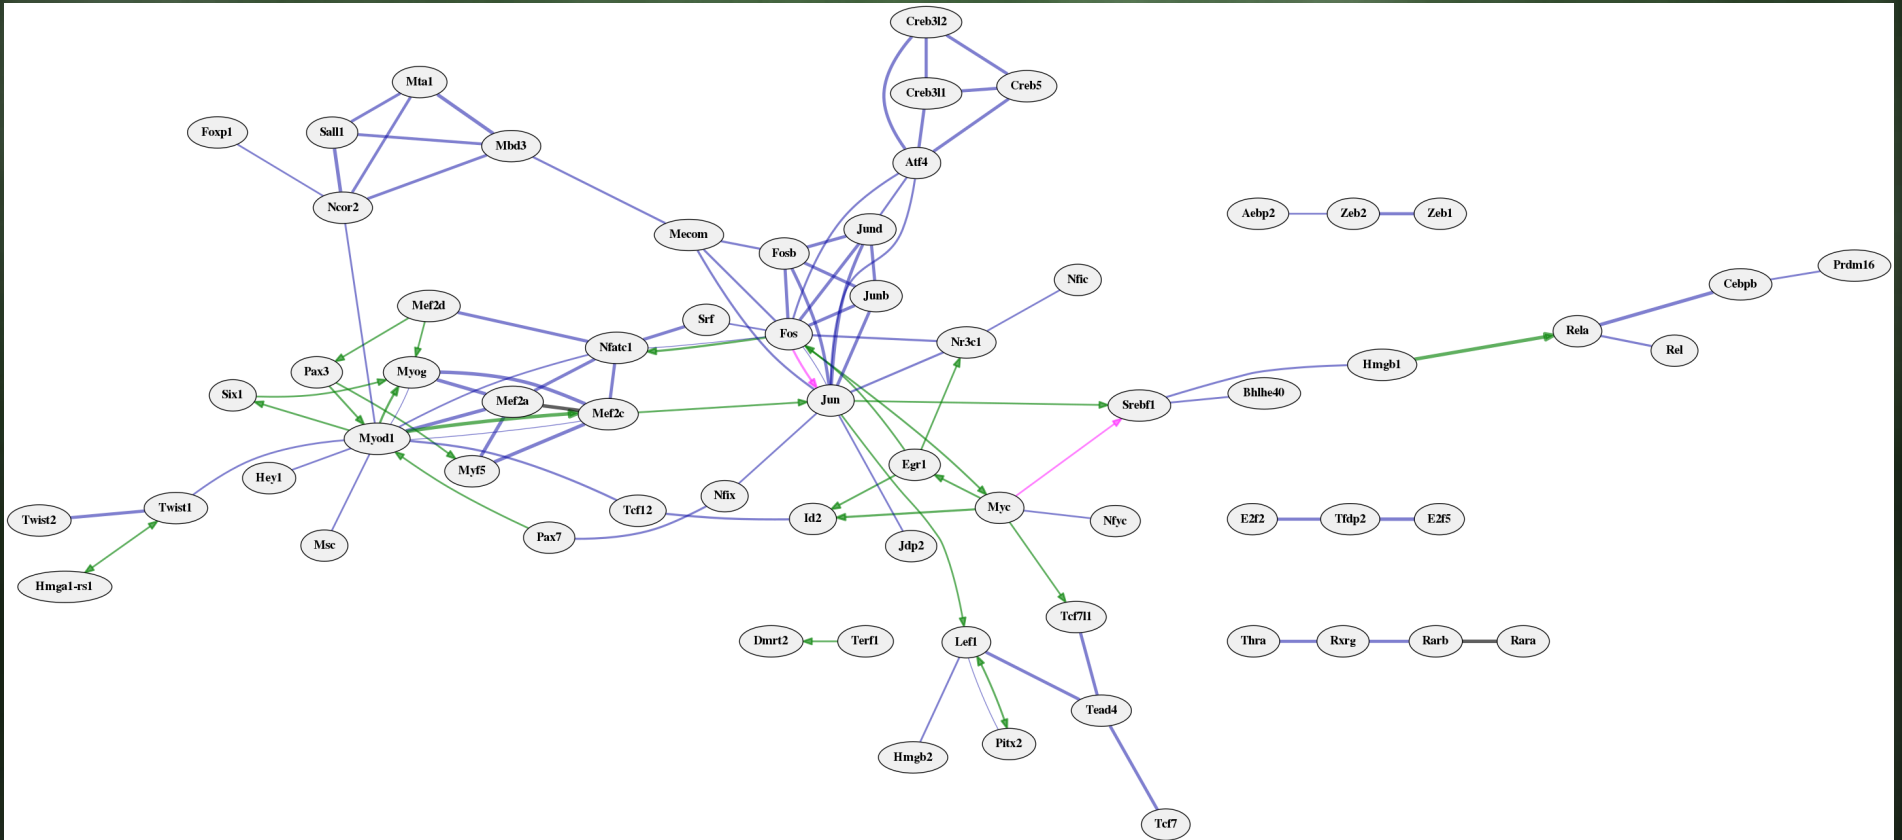 Creb3l2
Mta1
Creb3l1
Creb5
Foxp1
Sall1
Mbd3
Atf4
Ncor2
Aebp2
Zeb2
Zeb1
Mecom
Jund
Fosb
Prdm16
Nfic
Cebpb
Junb
Mef2d
Srf
Fos
Rela
Nr3c1
Nfatc1
Rel
Hmgb1
Pax3
Myog
Six1
Bhlhe40
Mef2a
Jun
Srebf1
Mef2c
Myod1
Egr1
Myf5
Hey1
Nfix
Twist1
Myc
Tcf12
Id2
Twist2
Nfyc
E2f2
Tfdp2
E2f5
Pax7
Msc
Jdp2
Hmga1-rs1
Tcf7l1
Dmrt2
Terf1
Lef1
Thra
Rxrg
Rarb
Rara
Tead4
Pitx2
Hmgb2
Tcf7